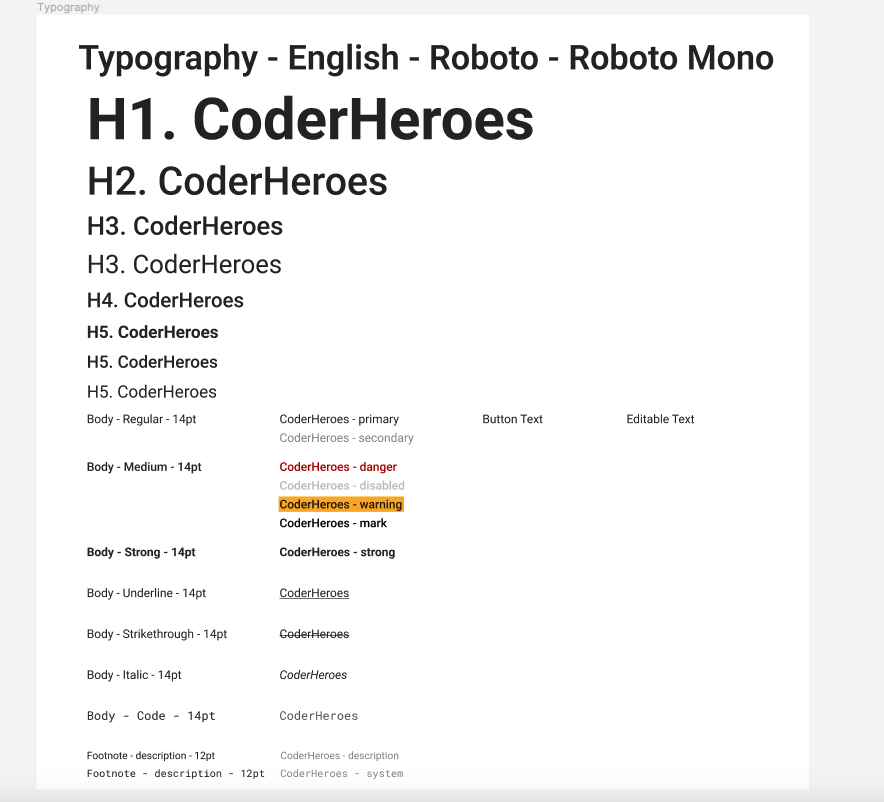 Typography
Typography - English - Roboto - Roboto Mono
H1. CoderHeroes
H2. CoderHeroes
H3. CoderHeroes
H3. CoderHeroes
H4. CoderHeroes
H5. CoderHeroes
H5. CoderHeroes
H5. CoderHeroes
Body - Regular - 14pt CoderHeroes - primary Button Text Editable Text
CoderHeroes - secondary
Body - Medium - 14pt CoderHeroes - danger
CoderHeroes - disabled
CoderHeroes - warning
CoderHeroes - mark
Body - Strong - 14pt CoderHeroes - strong
Body - Underline - 14pt CoderHeroes
Body - Strikethrough - 14pt CoderHeroes
Body - Italic - 14pt CoderHeroes
Body - Code - 14pt CoderHeroes
Footnote - description - 12pt CoderHeroes - description
Footnote - description - 12pt CoderHeroes - system